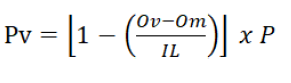 Pv = ⌊1 − (Ov−Om / IL)⌋ x P